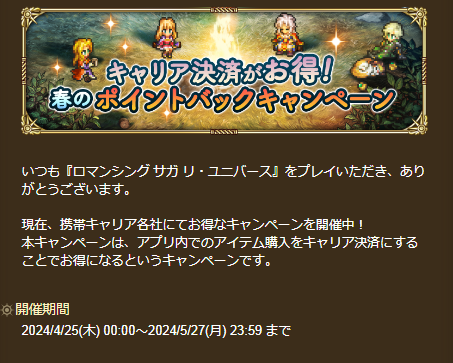 キャリア決済がお得!
春のポイントバックキャンペーン
いつも『ロマンシング サガ リ・ユニバース』をプレイいただき、あり
がとうございます。
現在、携帯キャリア各社にてお得なキャンペーンを開催中！
本キャンペーンは、アプリ内でのアイテム購入をキャリア決済にする
ことでお得になるというキャンペーンです。
開催期間
2024/4/25(木) 00:00～2024/5/27(月) 23:59 まで